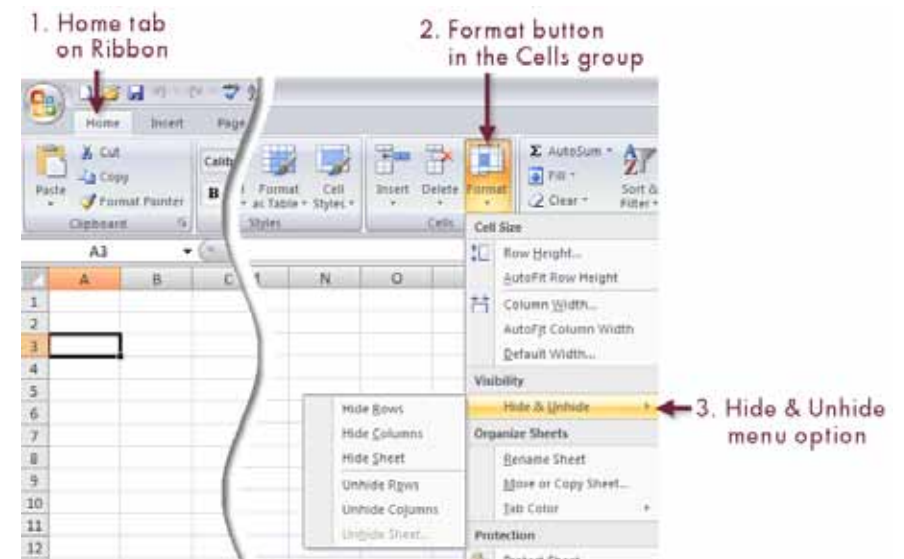 1. Home tab
on Ribbon
2. Format button
in the Cells group
Home Insert Page
Paste
Cut
Copy
Format Painter
Clipboard
Calib
B
Format
as Table
Cell
Styles
Styles
Insert
Delete
Format
Cells
Σ AutoSum
Fill
Clear
Sort &
Filter
A3
A B C N O
1
2
3
4
5
6
7
8
9
10
11
12
Cell Size
Row Height...
AutoFit Row Height
Column Width...
AutoFit Column Width
Default Width...
Visibility
Hide & Unhide
3. Hide & Unhide
menu option
Organize Sheets
Rename Sheet
Move or Copy Sheet...
Tab Color
Protection
Protect Sheet
Hide Rows
Hide Columns
Hide Sheet
Unhide Rows
Unhide Columns
Unhide Sheet...